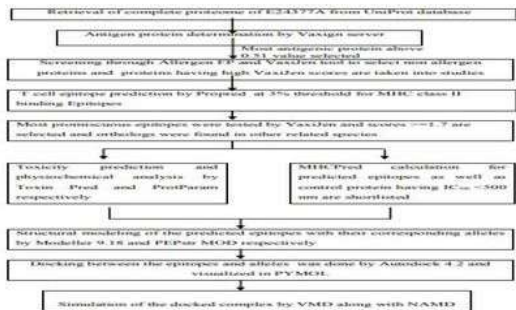 Retrieval of complete proteome of E24377A from UniProt database
Antigen protein determination by Vaxign server
Most antigenic protein above
0.51 value selected
Screening through Allergen FP and VaxiJen tool to select non allergen
proteins and proteins having high VaxiJen scores are taken into studies
T cell epitope prediction by Propred at 3% threshold for MHC class II
binding Epitopes
Most promiscuous epitopes were tested by VaxiJen and scores >=1.7 are
selected and orthologs were found in other related species
Toxicity prediction and
physiochemical analysis by
Toxin Pred and ProtParam
respectively
MHCPred calculation for
predicted epitopes as well as
control protein having IC50 <500
nm are shortlisted
Structural modeling of the predicted epitopes with their corresponding alleles
by Modeller 9.16 and PEPstr MOD respectively
Docking between the epitopes and alleles was done by Autodock 4.2 and
visualized in PYMOL
Simulation of the docked complex by VMD along with NAMD